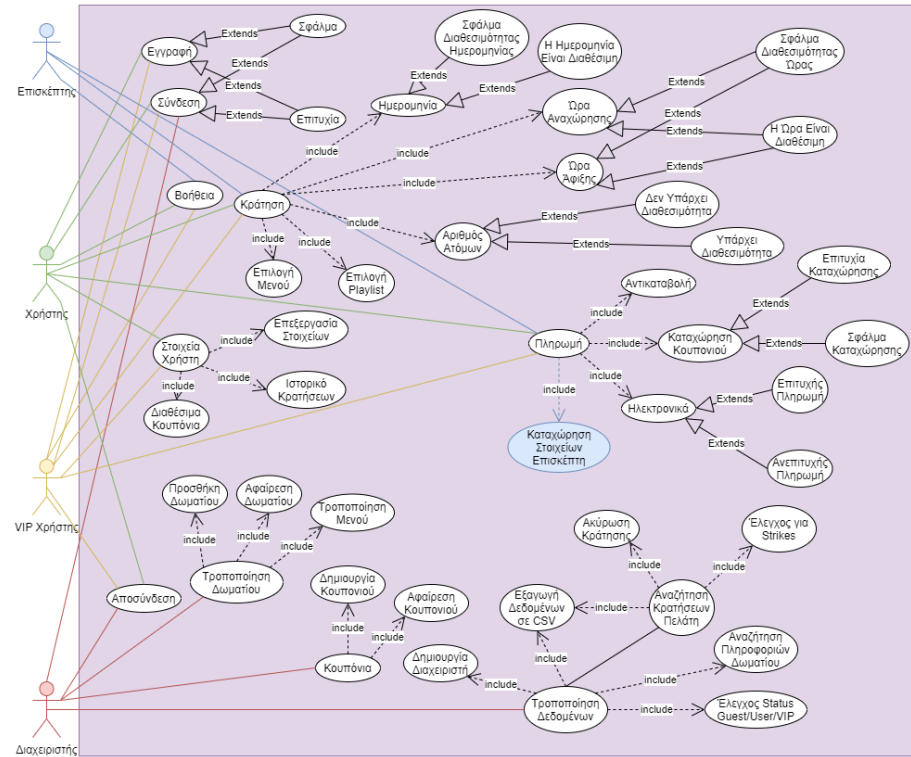 Επισκέπτης
Χρήστης
VIP Χρήστης
Διαχειριστής
Εγγραφή
Extends
Σφάλμα
Extends
Σύνδεση
Extends
Extends
Επιτυχία
Σφάλμα
Διαθεσιμότητας
Ημερομηνίας
Η Ημερομηνία
Είναι Διαθέσιμη
Extends
Extends
Ημερομηνία
Σφάλμα
Διαθεσιμότητας
Ώρας
Extends
Ώρα
Αναχώρησης
Extends
Extends
Η Ώρα Είναι
Διαθέσιμη
Ώρα
Άφιξης
Extends
include
include
include
include
Βοήθεια
Κράτηση
include
include
Επιλογή
Μενού
Επιλογή
Playlist
Αριθμός
Ατόμων
Extends
Δεν Υπάρχει
Διαθεσιμότητα
Extends
Υπάρχει
Διαθεσιμότητα
Στοιχεία
Χρήστη
include
Επεξεργασία
Στοιχείων
include
Ιστορικό
Κρατήσεων
include
Διαθέσιμα
Κουπόνια
Πληρωμή
include
Αντικαταβολή
include
Καταχώρηση
Κουπονιού
Extends
Επιτυχία
Καταχώρησης
Extends
Σφάλμα
Καταχώρησης
include
Ηλεκτρονικά
Extends
Επιτυχής
Πληρωμή
Extends
Ανεπιτυχής
Πληρωμή
include
Καταχώρηση
Στοιχείων
Επισκέπτη
Προσθήκη
Δωματίου
Αφαίρεση
Δωματίου
Τροποποίηση
Μενού
include
include
include
Τροποποίηση
Δωματίου
Αποσύνδεση
Δημιουργία
Κουπονιού
Αφαίρεση
Κουπονιού
include
include
Κουπόνια
Ακύρωση
Κράτησης
Έλεγχος για
Strikes
include
include
Αναζήτηση
Κρατήσεων
Πελάτη
include
Εξαγωγή
Δεδομένων
σε CSV
include
Δημιουργία
Διαχειριστή
include
Τροποποίηση
Δεδομένων
include
Αναζήτηση
Πληροφοριών
Δωματίου
include
Έλεγχος Status
Guest/User/VIP